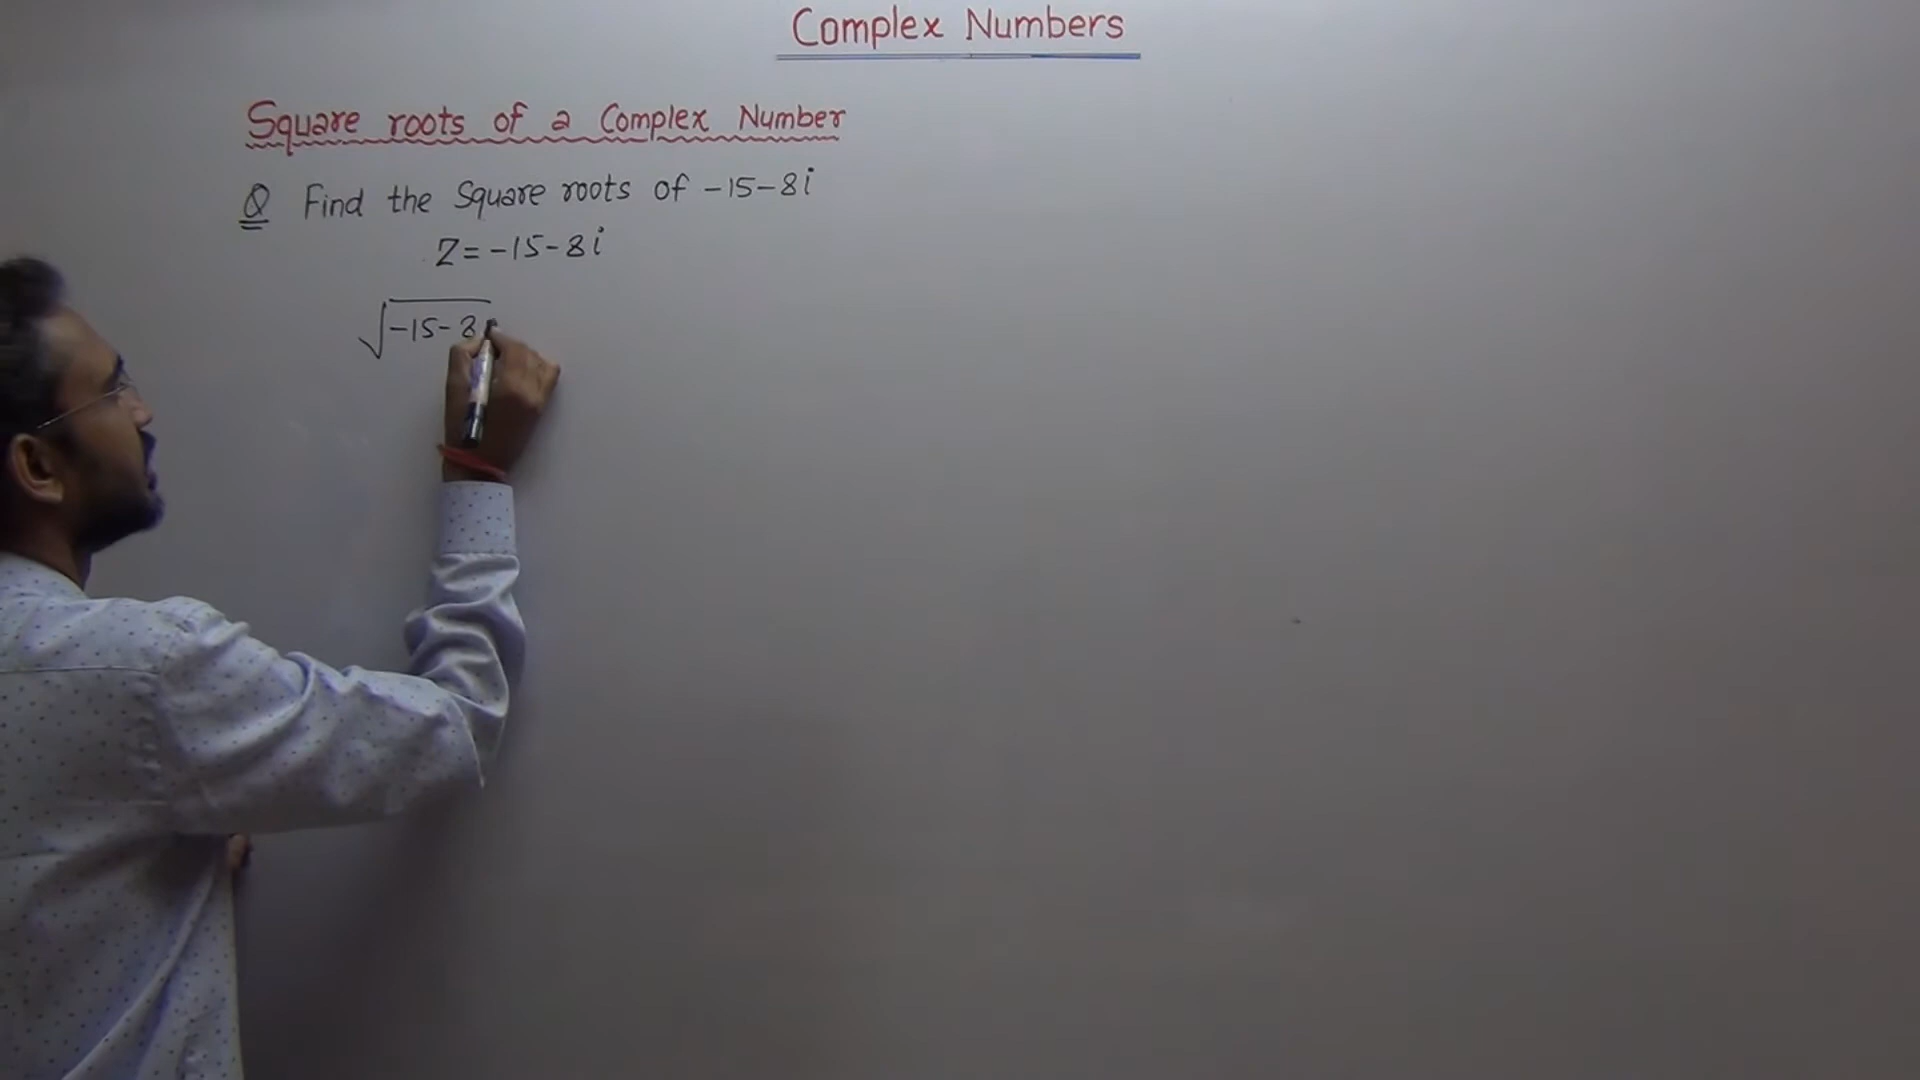 Complex Numbers
Square roots of a Complex Number
Q Find the Square roots of -15-8i
Z=-15-8i
√-15-8